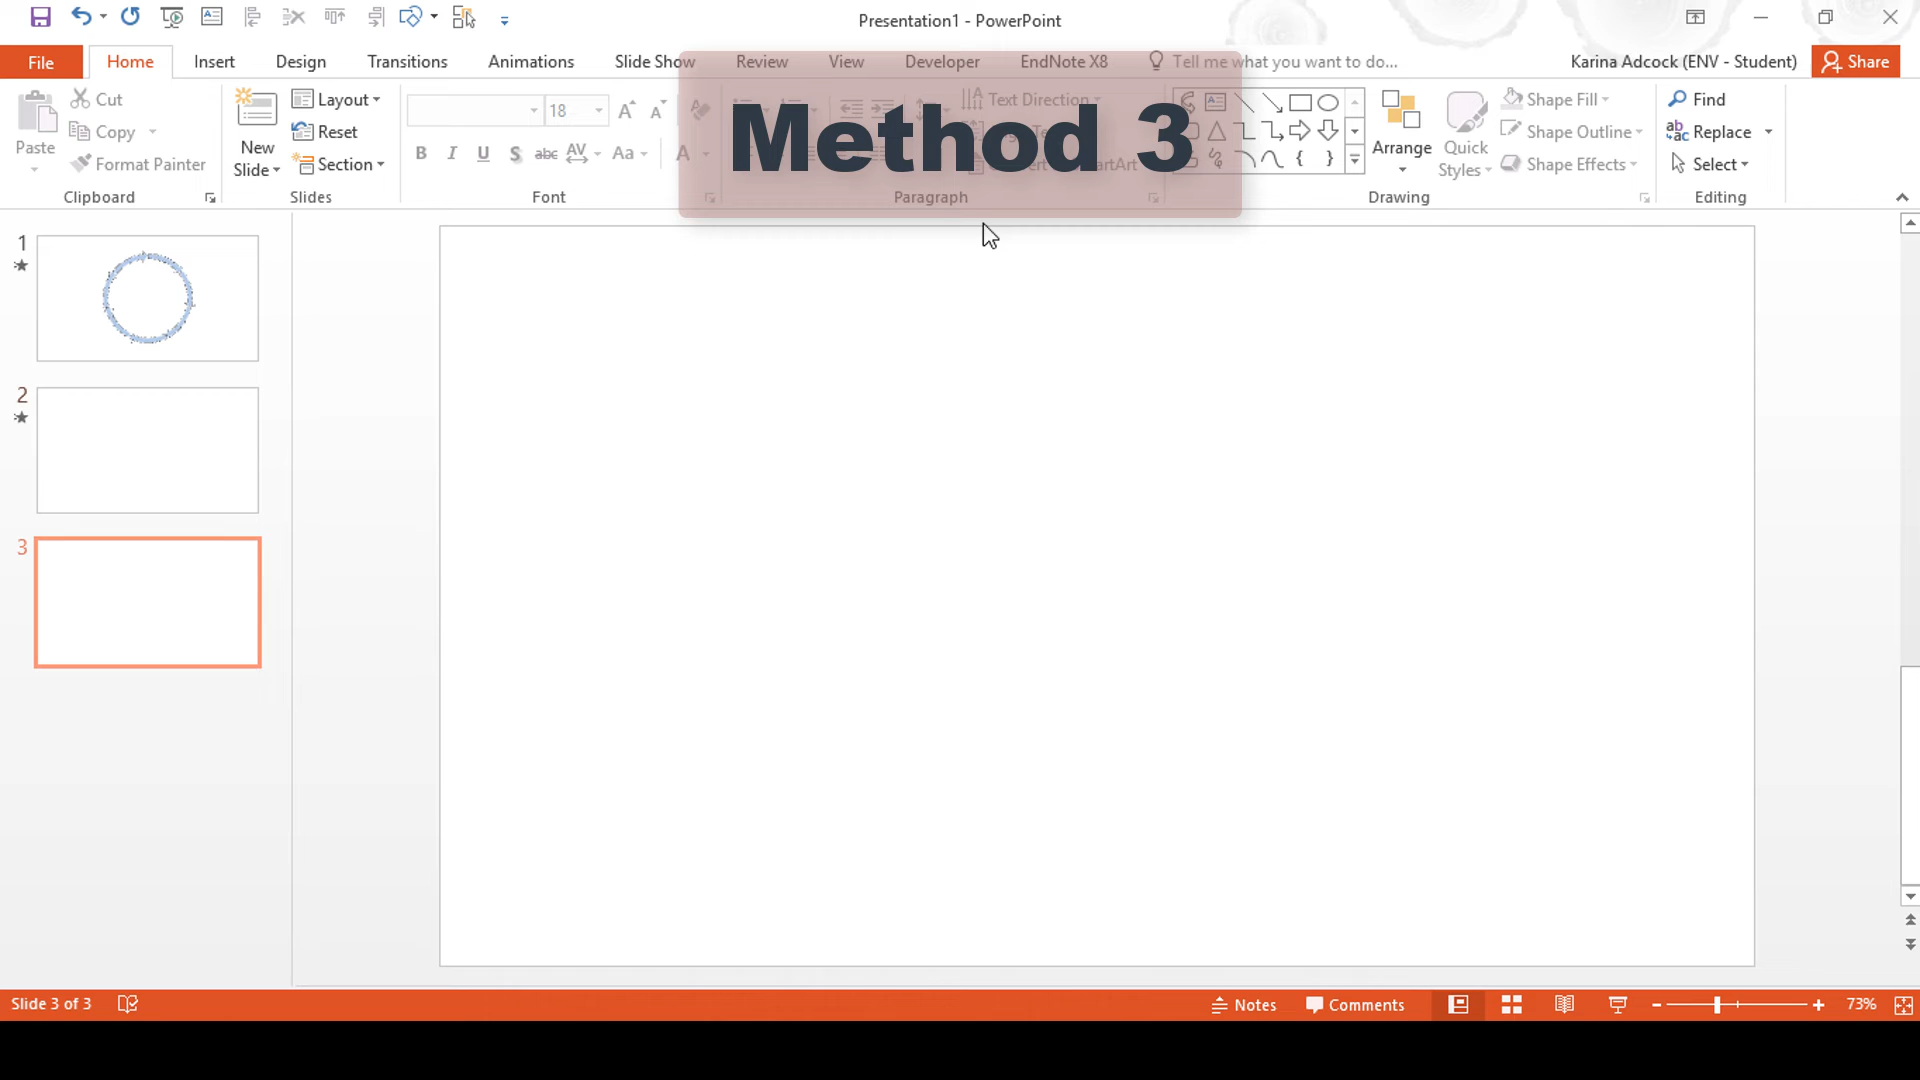 Presentation1 - PowerPoint
File Home Insert Design Transitions Animations Slide Show Review View Developer EndNote X8 Tell me what you want to do... Karina Adcock (ENV - Student) Share
Method 3
Paste
Cut
Copy
Format Painter
Clipboard
New
Slide
Layout
Reset
Section
Slides
18
B I U S abc AV Aa A
Font
Text Direction
Paragraph
Arrange
Quick
Styles
Shape Fill
Shape Outline
Shape Effects
Drawing
Find
Replace
Select
Editing
1
2
3
Slide 3 of 3
Notes
Comments
73%